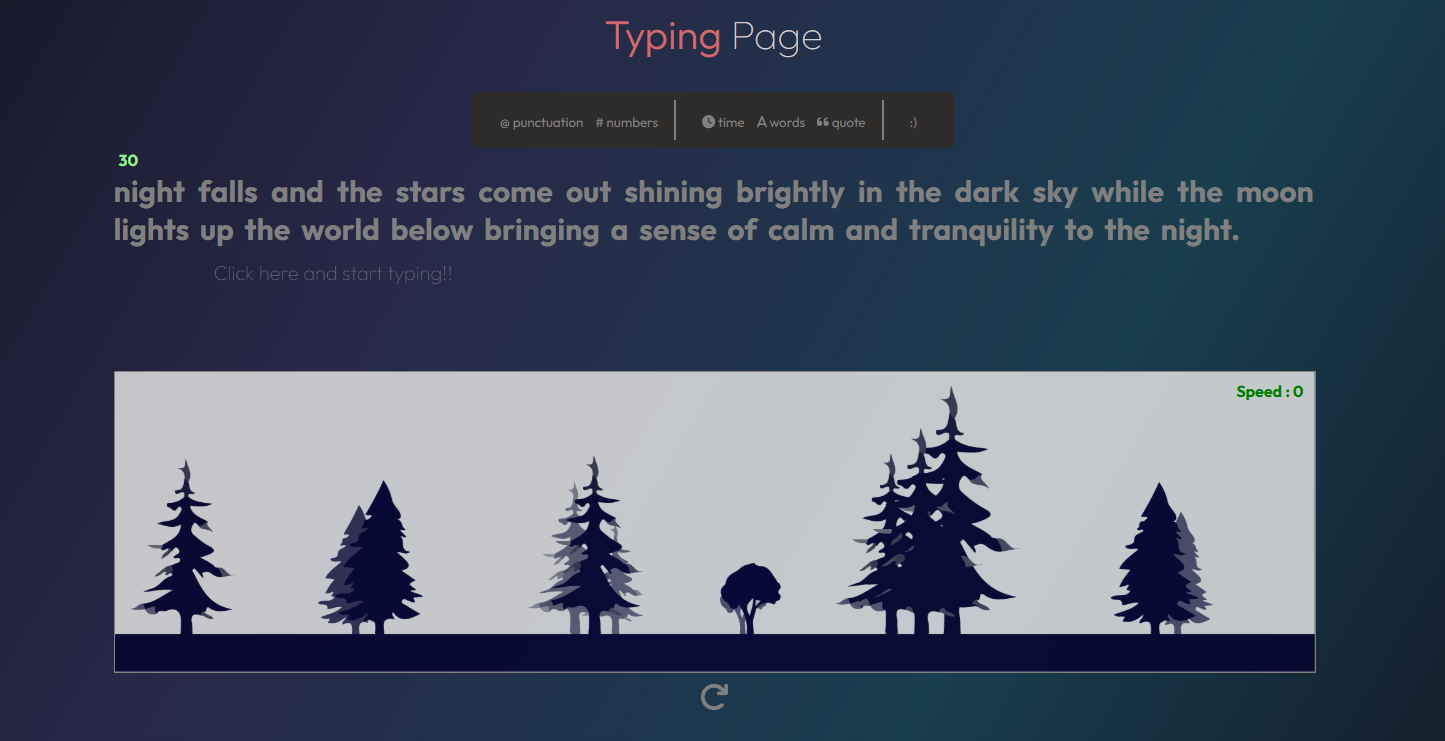 Typing Page
@ punctuation # numbers time A words quote :)
30
night falls and the stars come out shining brightly in the dark sky while the moon
lights up the world below bringing a sense of calm and tranquility to the night.
Click here and start typing!!
Speed : 0